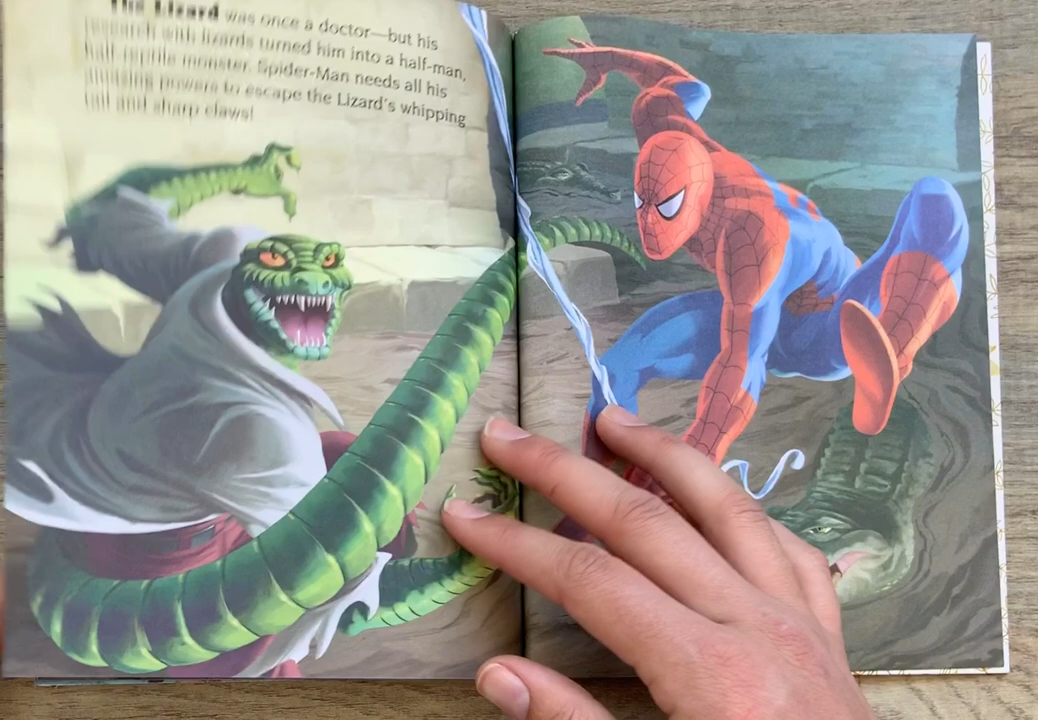 The Lizard was once a doctor—but his
research with lizards turned him into a half-man,
half-reptile monster. Spider-Man needs all his
amazing powers to escape the Lizard's whipping
tail and sharp claws!